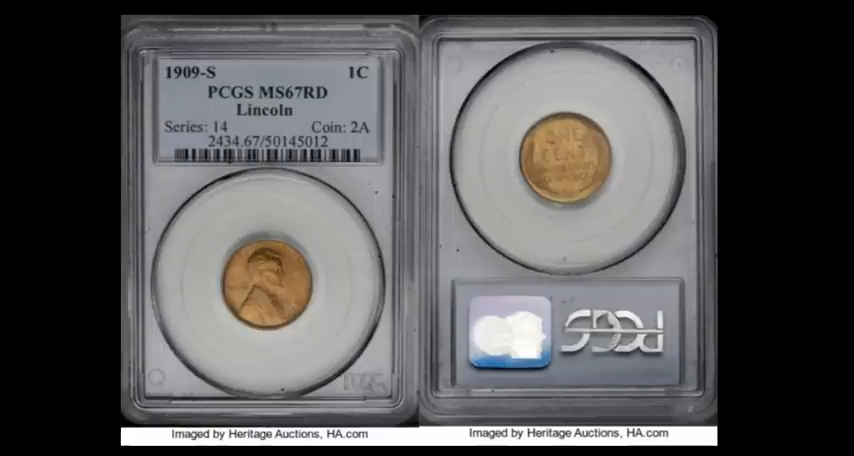 1909-S 1C
PCGS MS67RD
Lincoln
Series: 14 Coin: 2A
2434.67/50145012
ONE
CENT
Imaged by Heritage Auctions, HA.com
Imaged by Heritage Auctions, HA.com